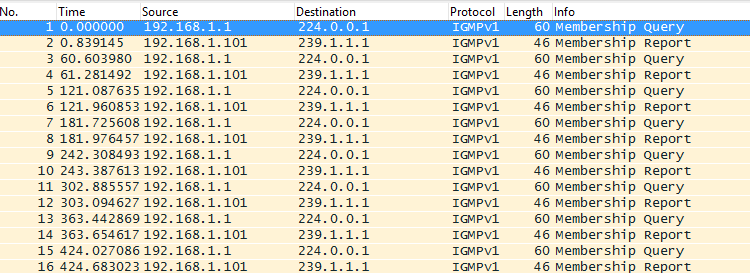 No. Time Source Destination Protocol Length Info
1 0.000000 192.168.1.1 224.0.0.1 IGMPv1 60 Membership Query
2 0.839145 192.168.1.101 239.1.1.1 IGMPv1 46 Membership Report
3 60.603980 192.168.1.1 224.0.0.1 IGMPv1 60 Membership Query
4 61.281492 192.168.1.101 239.1.1.1 IGMPv1 46 Membership Report
5 121.087635 192.168.1.1 224.0.0.1 IGMPv1 60 Membership Query
6 121.960853 192.168.1.101 239.1.1.1 IGMPv1 46 Membership Report
7 181.725608 192.168.1.1 224.0.0.1 IGMPv1 60 Membership Query
8 181.976457 192.168.1.101 239.1.1.1 IGMPv1 46 Membership Report
9 242.308493 192.168.1.1 224.0.0.1 IGMPv1 60 Membership Query
10 243.387613 192.168.1.101 239.1.1.1 IGMPv1 46 Membership Report
11 302.885557 192.168.1.1 224.0.0.1 IGMPv1 60 Membership Query
12 303.094627 192.168.1.101 239.1.1.1 IGMPv1 46 Membership Report
13 363.442869 192.168.1.1 224.0.0.1 IGMPv1 60 Membership Query
14 363.654617 192.168.1.101 239.1.1.1 IGMPv1 46 Membership Report
15 424.027086 192.168.1.1 224.0.0.1 IGMPv1 60 Membership Query
16 424.683023 192.168.1.101 239.1.1.1 IGMPv1 46 Membership Report